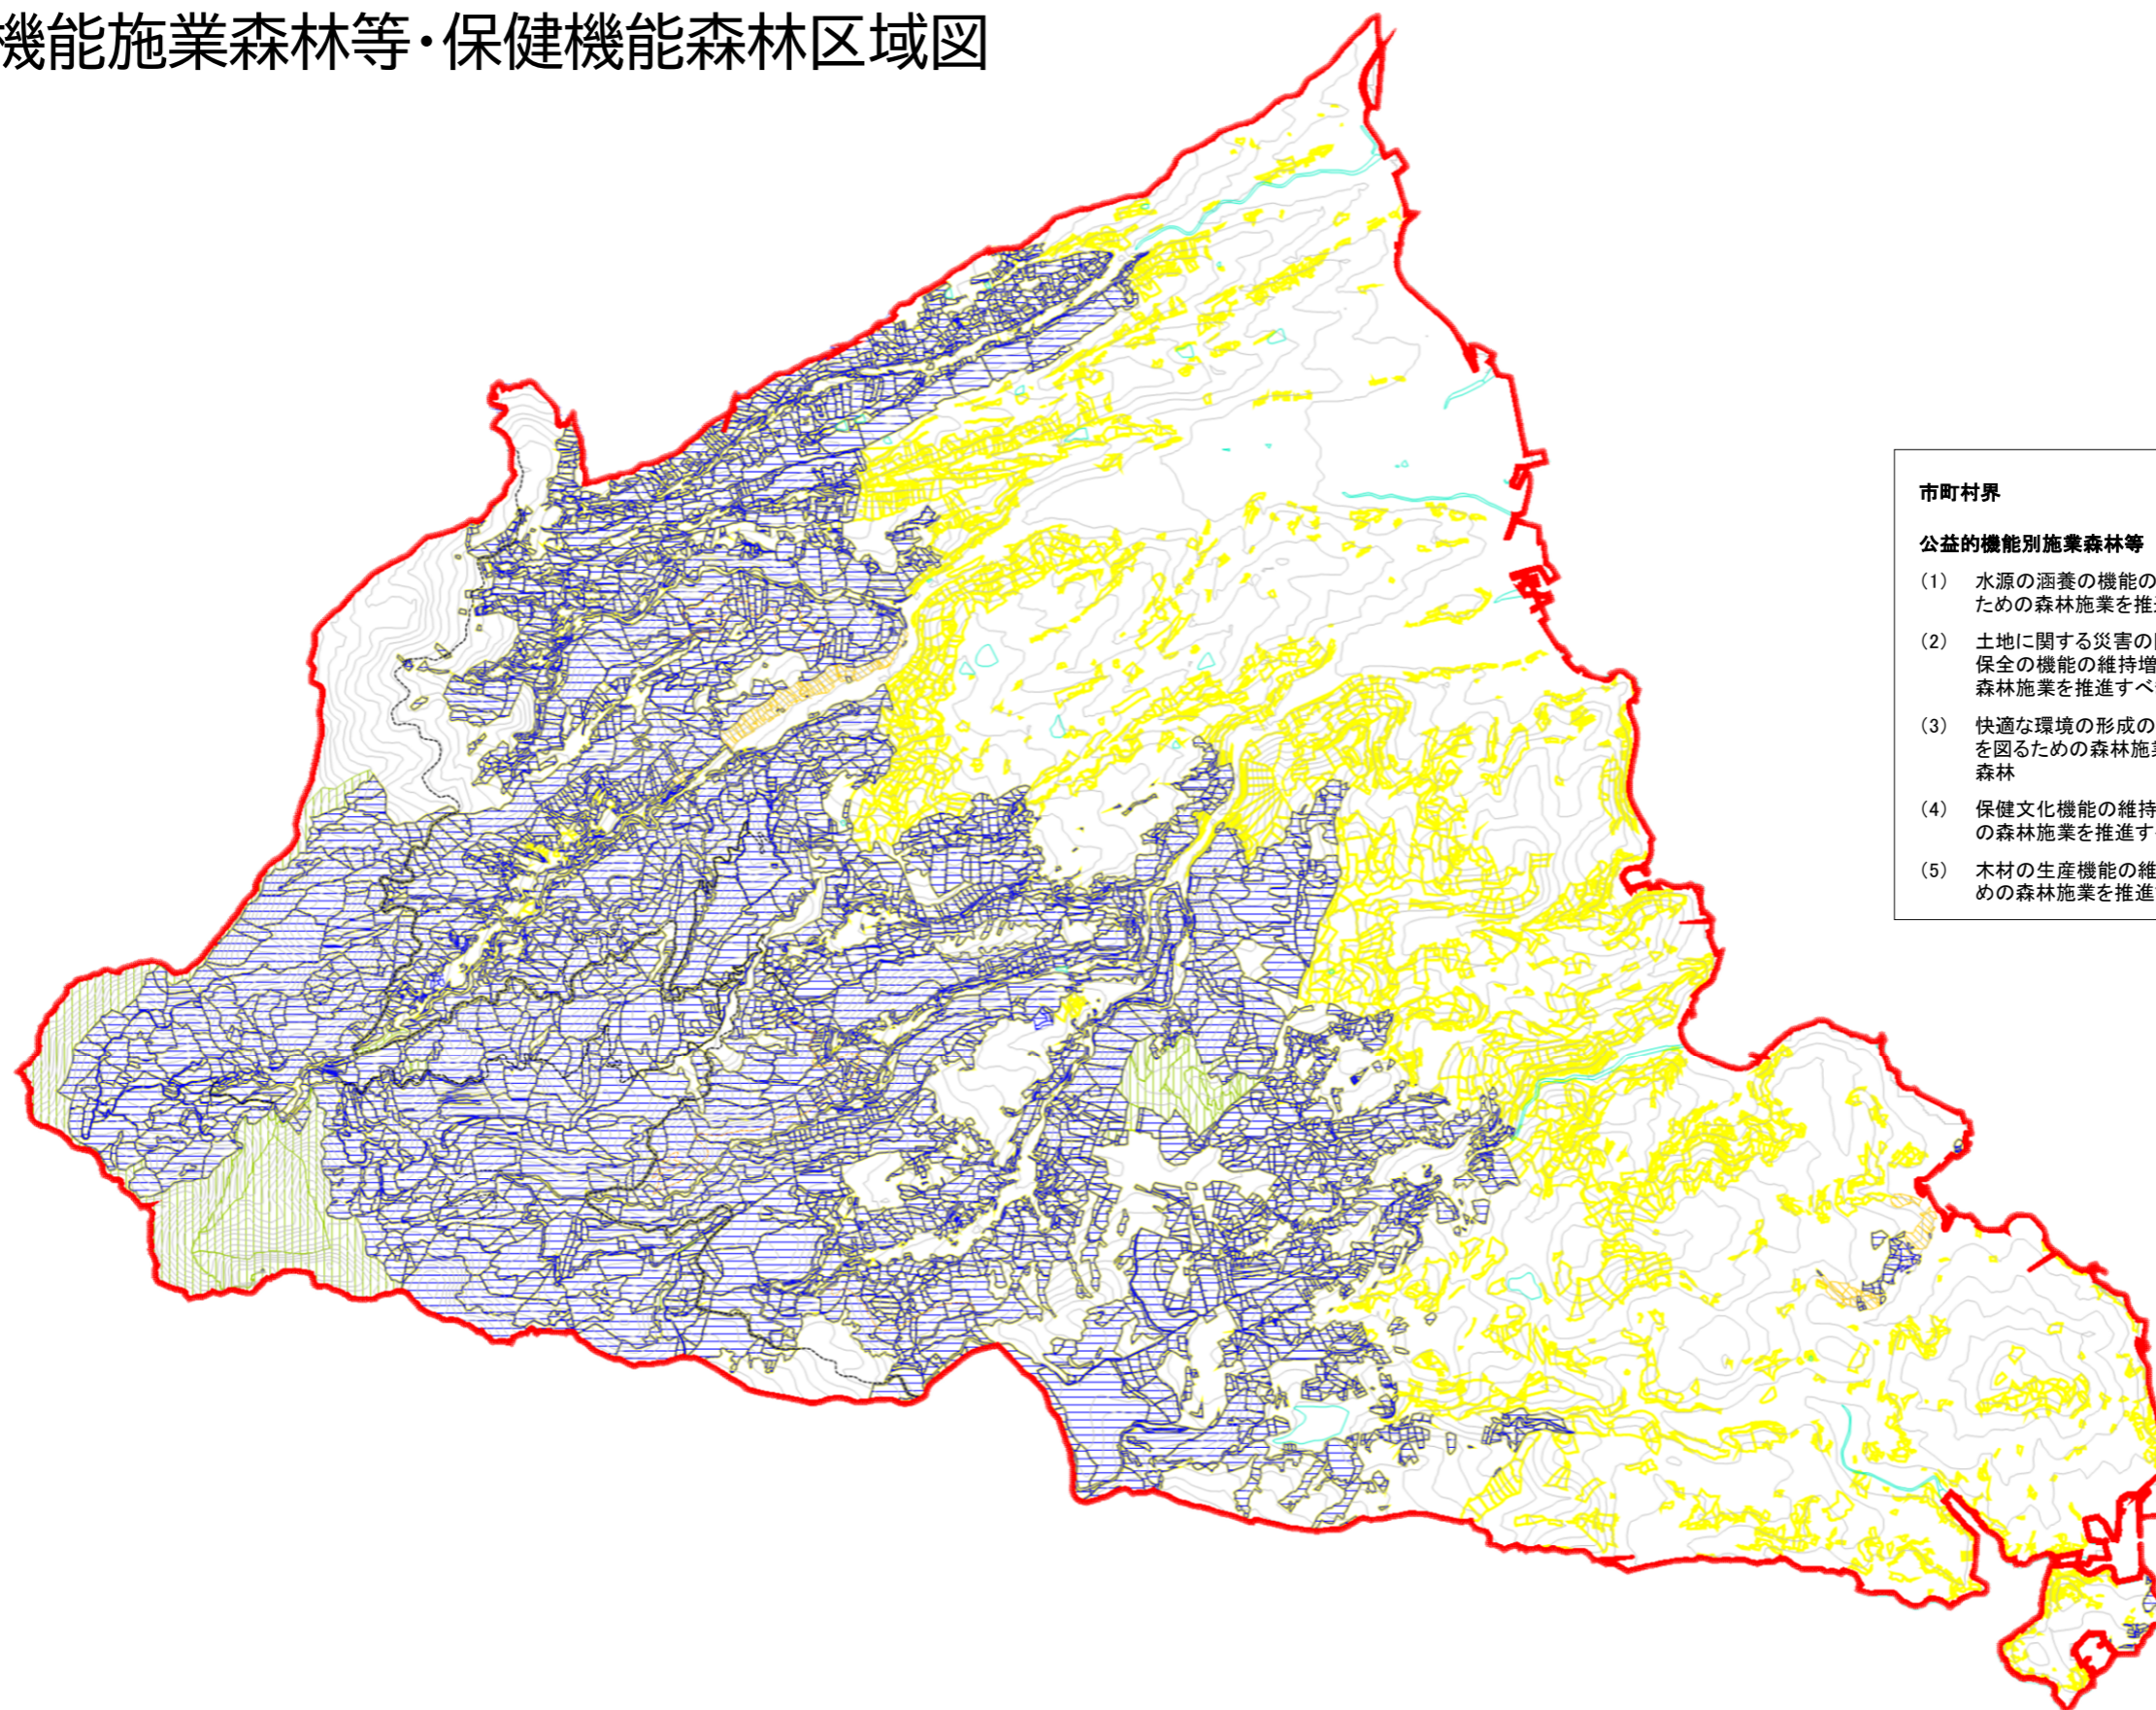 機能施業森林等･保健機能森林区域図
市町村界
公益的機能別施業森林等
(1) 水源の涵養の機能の
ための森林施業を推
(2) 土地に関する災害の
保全の機能の維持増
森林施業を推進すべ
(3) 快適な環境の形成の
を図るための森林施
森林
(4) 保健文化機能の維持
の森林施業を推進す
(5) 木材の生産機能の維
めの森林施業を推進